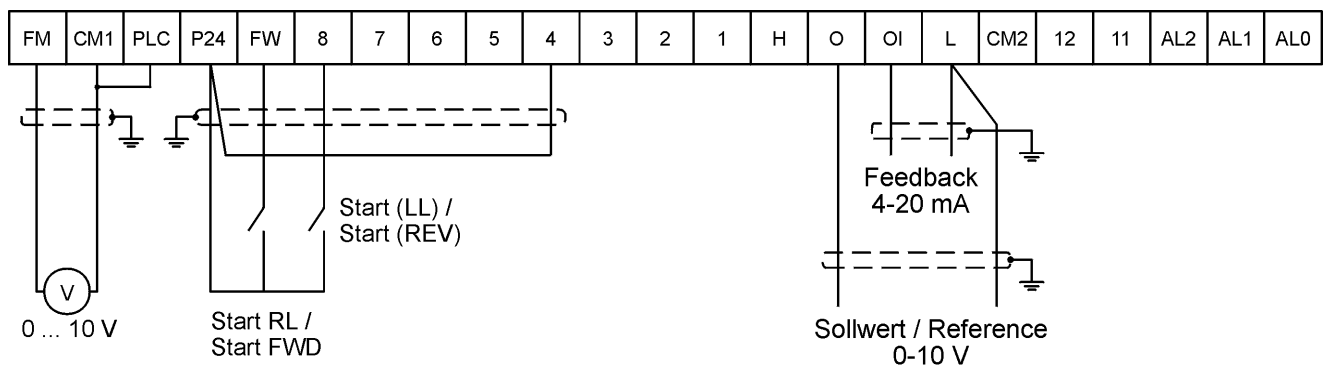 FM CM1 PLC P24 FW 8 7 6 5 4 3 2 1 H O OI L CM2 12 11 AL2 AL1 AL0
Feedback
4-20 mA
Start (LL) /
Start (REV)
V
0 ... 10 V
Start RL /
Start FWD
Sollwert / Reference
0-10 V